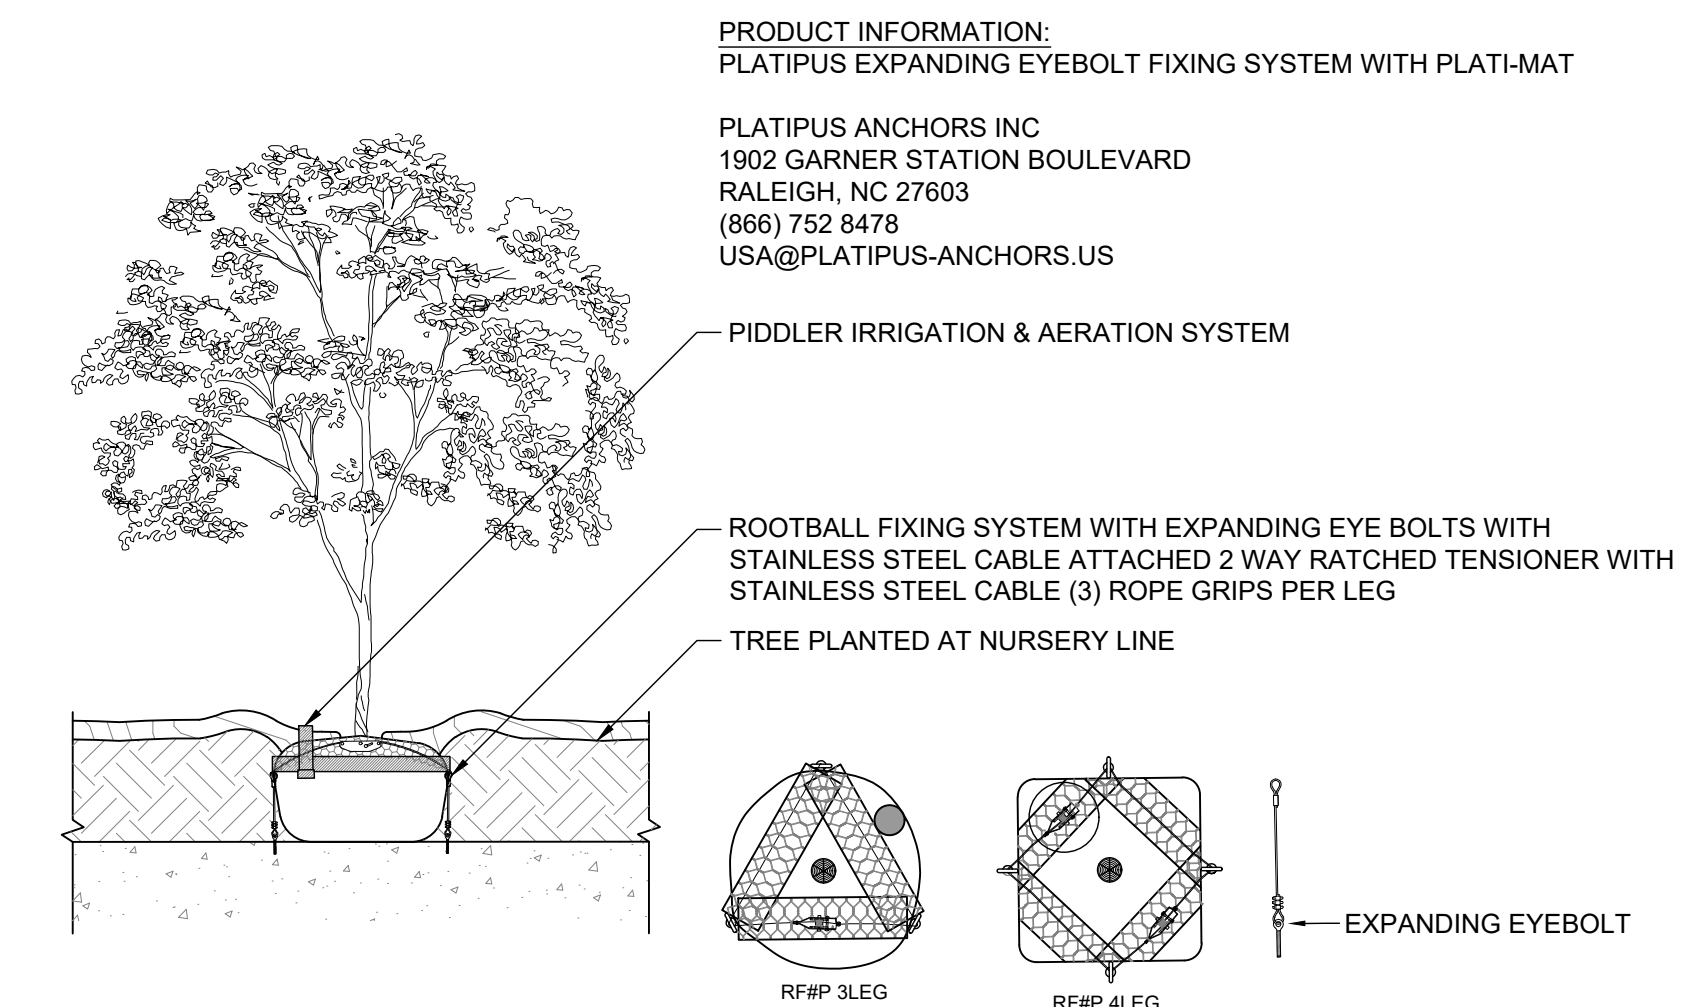 PRODUCT INFORMATION:
PLATIPUS EXPANDING EYEBOLT FIXING SYSTEM WITH PLATI-MAT
PLATIPUS ANCHORS INC
1902 GARNER STATION BOULEVARD
RALEIGH, NC 27603
(866) 752 8478
USA@PLATIPUS-ANCHORS.US
PIDDLER IRRIGATION & AERATION SYSTEM
ROOTBALL FIXING SYSTEM WITH EXPANDING EYE BOLTS WITH
STAINLESS STEEL CABLE ATTACHED 2 WAY RATCHED TENSIONER WITH
STAINLESS STEEL CABLE (3) ROPE GRIPS PER LEG
TREE PLANTED AT NURSERY LINE
EXPANDING EYEBOLT
RF#P 3LEG
RF#P 4LEG